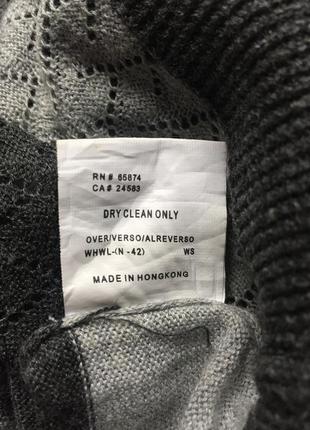 RN # 65874
CA # 24583
DRY CLEAN ONLY
OVER/VERSO/ALREVERSO
WHWL-(N -42) WS
MADE IN HONGKONG